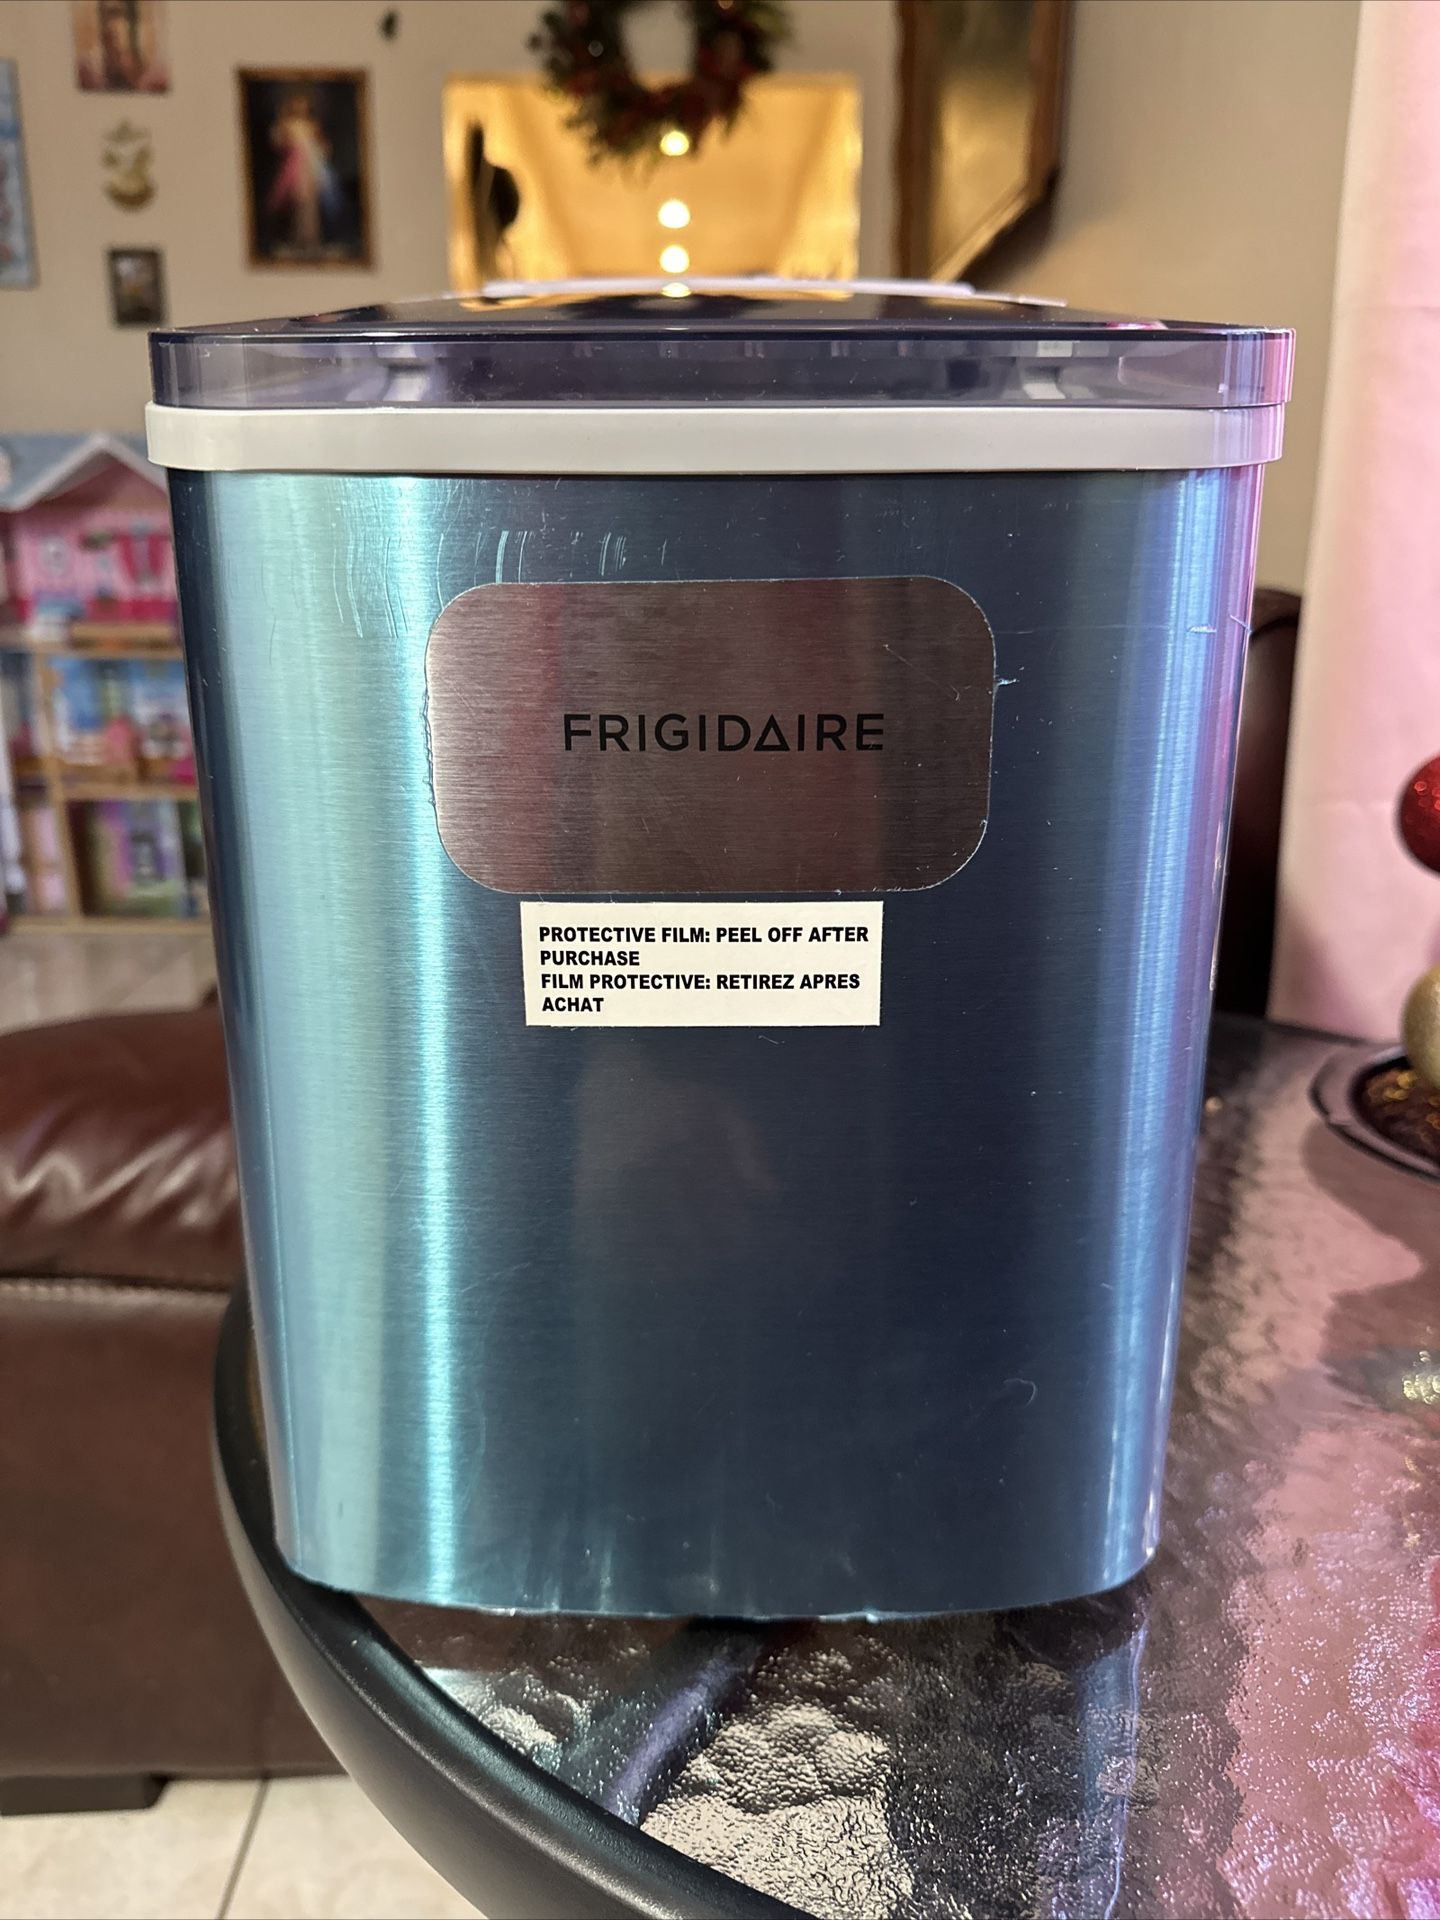 FRIGIDAIRE
PROTECTIVE FILM: PEEL OFF AFTER
PURCHASE
FILM PROTECTIVE: RETIREZ APRES
ACHAT